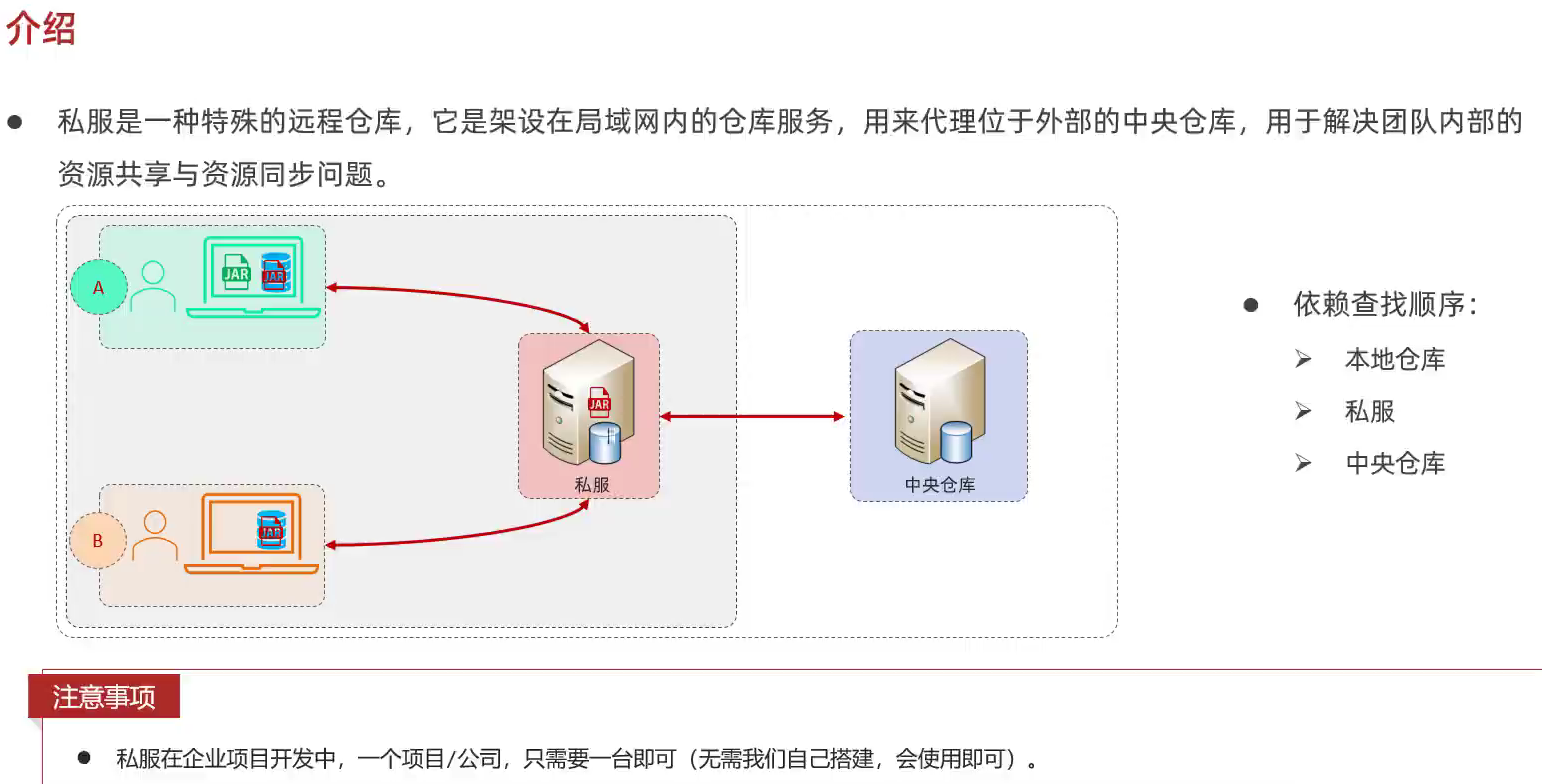 介绍
私服是一种特殊的远程仓库，它是架设在局域网内的仓库服务，用来代理位于外部的中央仓库，用于解决团队内部的
资源共享与资源同步问题。
A
JAR
JAR
JAR
私服
中央仓库
B
JAR
依赖查找顺序：
本地仓库
私服
中央仓库
注意事项
私服在企业项目开发中，一个项目/公司，只需要一台即可（无需我们自己搭建，会使用即可）。